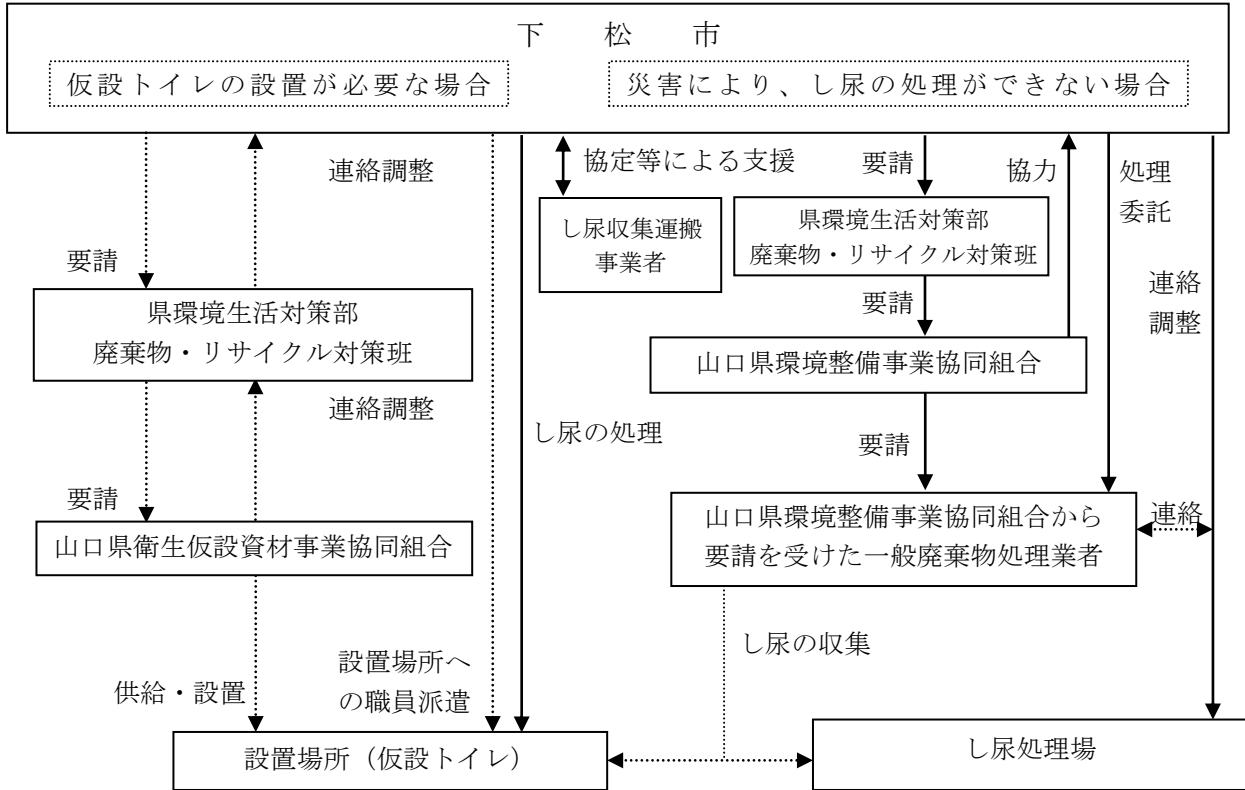 下　松　市
仮設トイレの設置が必要な場合
災害により、し尿の処理ができない場合
連絡調整
要請
県環境生活対策部
廃棄物・リサイクル対策班
連絡調整
要請
山口県衛生仮設資材事業協同組合
供給・設置
設置場所へ
の職員派遣
し尿の処理
設置場所（仮設トイレ）
協定等による支援
し尿収集運搬
事業者
要請
県環境生活対策部
廃棄物・リサイクル対策班
要請
山口県環境整備事業協同組合
協力
処理
委託
連絡
調整
要請
山口県環境整備事業協同組合から
要請を受けた一般廃棄物処理業者
連絡
し尿の収集
し尿処理場